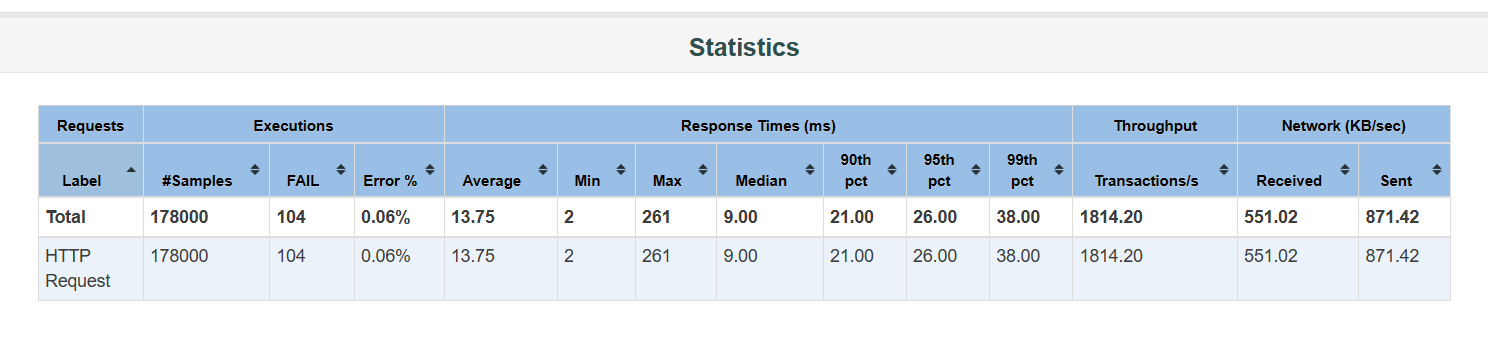 Statistics
Requests Executions Response Times (ms) Throughput Network (KB/sec)
Label #Samples FAIL Error % Average Min Max Median 90th pct 95th pct 99th pct Transactions/s Received Sent
Total 178000 104 0.06% 13.75 2 261 9.00 21.00 26.00 38.00 1814.20 551.02 871.42
HTTP Request 178000 104 0.06% 13.75 2 261 9.00 21.00 26.00 38.00 1814.20 551.02 871.42